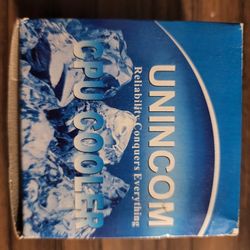 UNINCOM
Reliability Conquers Everything
CPU COOLER